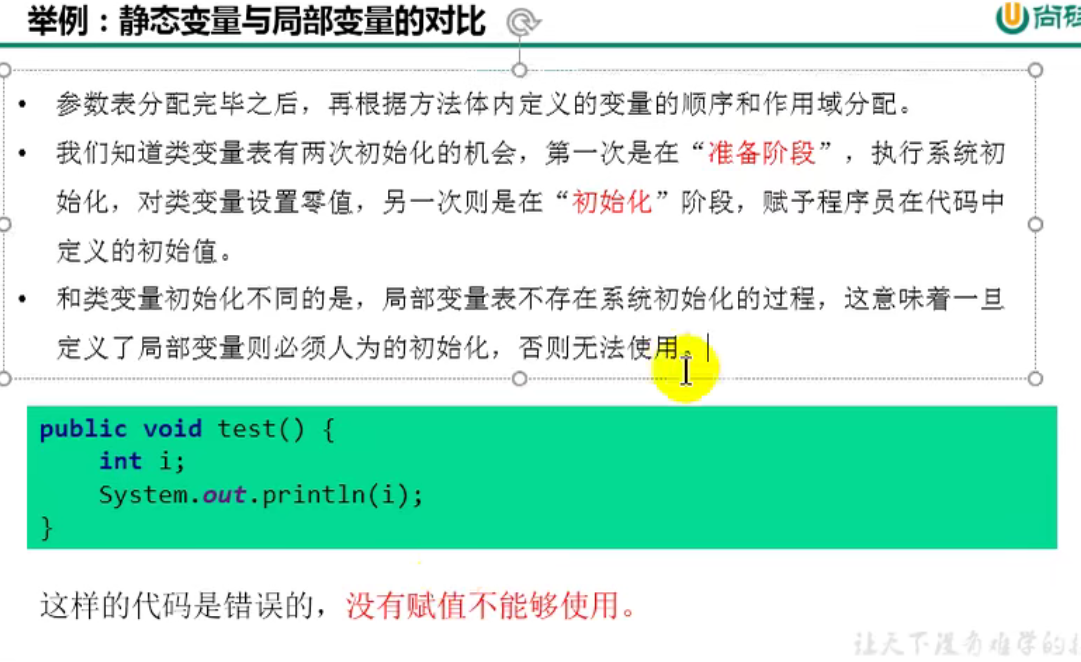 举例：静态变量与局部变量的对比
尚硅
• 参数表分配完毕之后，再根据方法体内定义的变量的顺序和作用域分配。
• 我们知道类变量表有两次初始化的机会，第一次是在“准备阶段”，执行系统初
始化，对类变量设置零值，另一次则是在“初始化”阶段，赋予程序员在代码中
定义的初始值。
• 和类变量初始化不同的是，局部变量表不存在系统初始化的过程，这意味着一旦
定义了局部变量则必须人为的初始化，否则无法使用。
public void test() {
    int i;
    System.out.println(i);
}
这样的代码是错误的，没有赋值不能够使用。
让天下没有难学的技